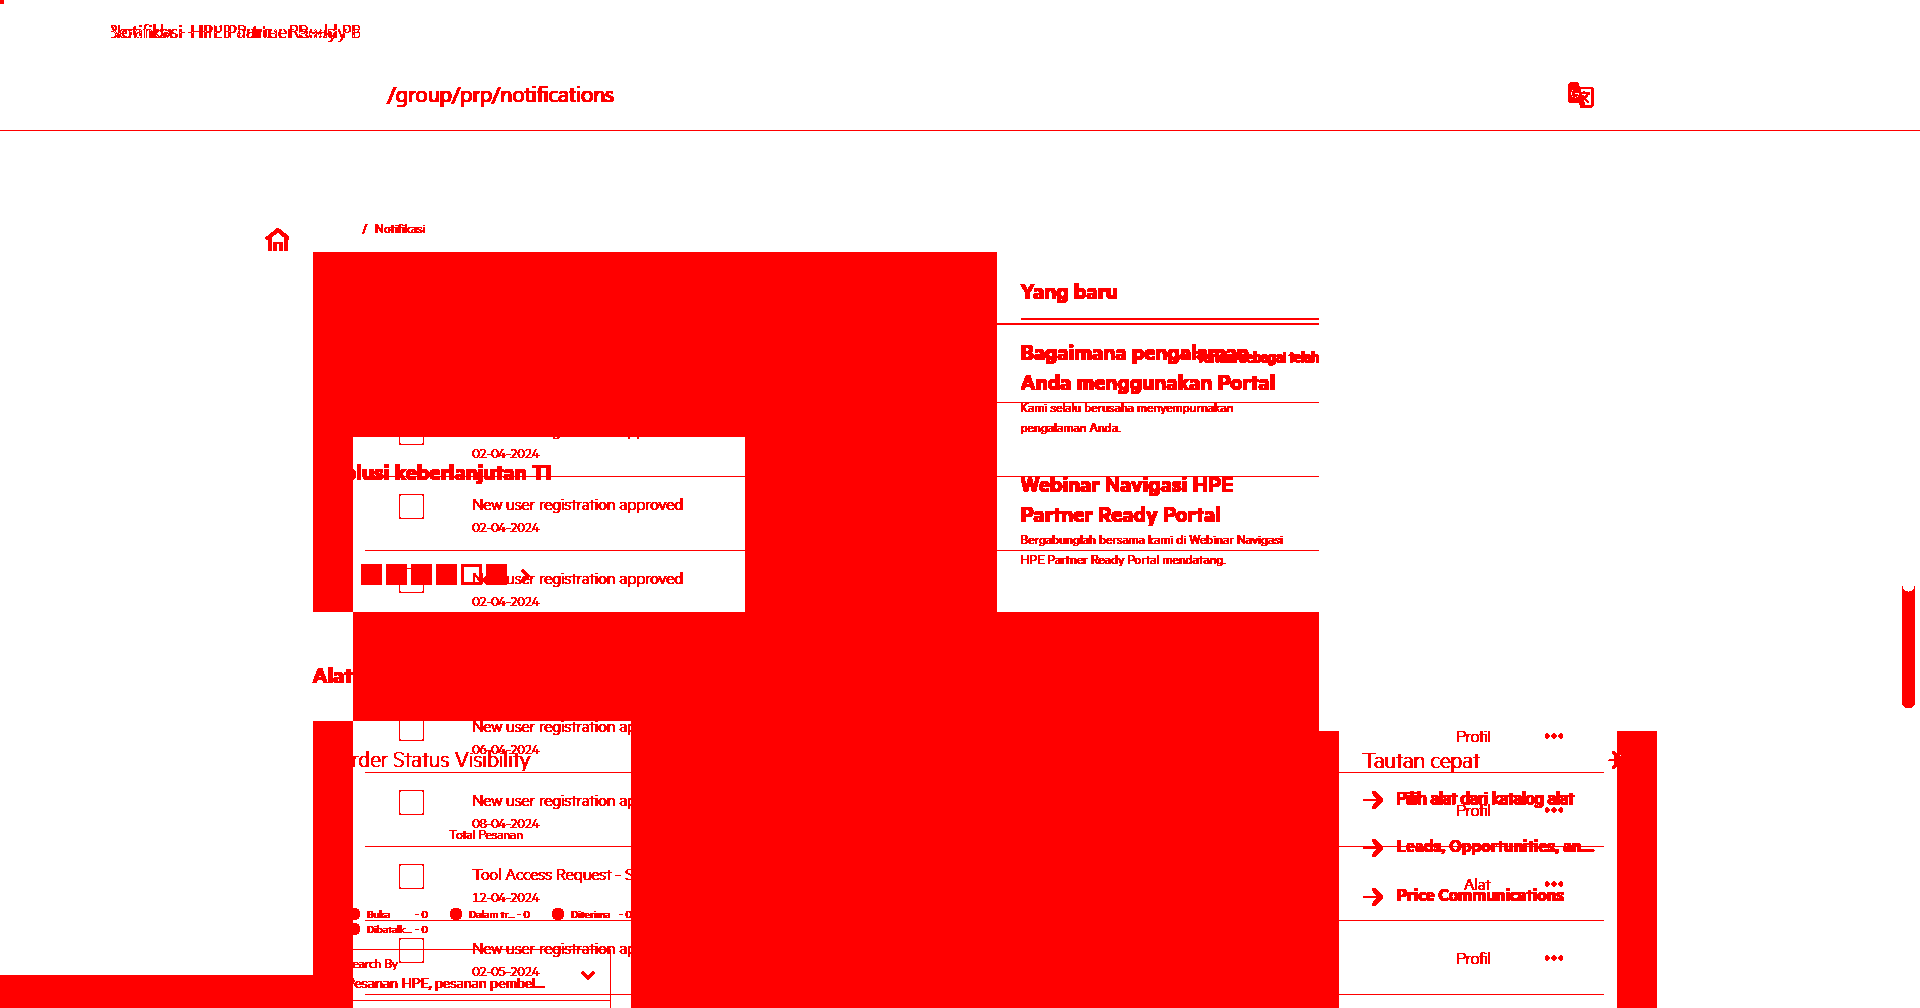 /group/prp/notifications
/ Notifikasi
Yang baru
Bagaimana pengalaman
Anda menggunakan Portal
Kami selalu berusaha menyempurnakan
pengalaman Anda.
02-04-2024
olusi keberlanjutan TI
Webinar Navigasi HPE
Partner Ready Portal
New user registration approved
02-04-2024
Bergabunglah bersama kami di Webinar Navigasi
HPE Partner Ready Portal mendatang.
New user registration approved
02-04-2024
Alat
New user registration ap
06-04-2024
Profil
rder Status Visibility
Tautan cepat
New user registration ap
08-04-2024
Pilih alat dari katalog alat
Profil
Total Pesanan
Leads, Opportunities, an...
Tool Access Request - S
12-04-2024
Alat
Price Communications
Buka - 0
Dalam tr... - 0
Diterima - 0
Dibatalk... - 0
New user registration ap
02-05-2024
Profil
earch By
Pesanan HPE, pesanan pembel...